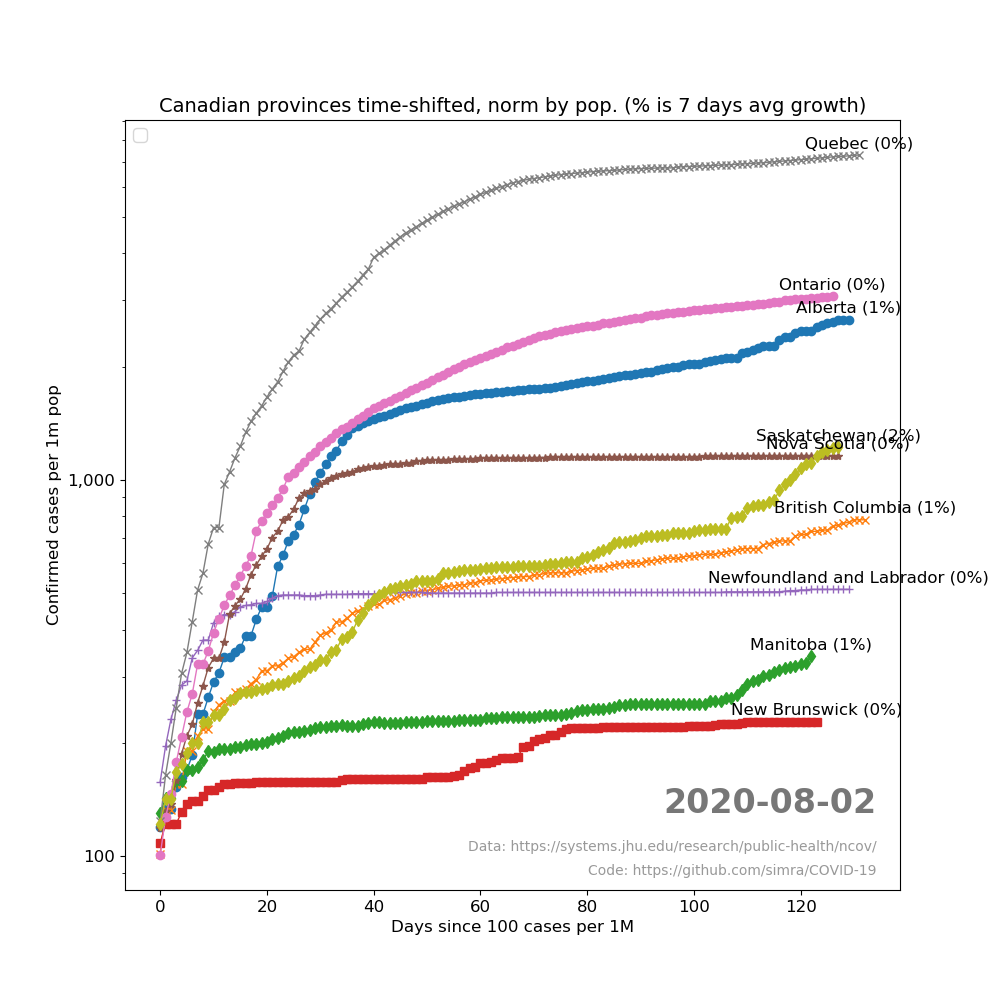 Canadian provinces time-shifted, norm by pop. (% is 7 days avg growth)
Quebec (0%)
Ontario (0%)
Alberta (1%)
Saskatchewan (2%)
Nova Scotia (0%)
British Columbia (1%)
Newfoundland and Labrador (0%)
Manitoba (1%)
New Brunswick (0%)
Confirmed cases per 1m pop
1,000
100
2020-08-02
Data: https://systems.jhu.edu/research/public-health/ncov/
Code: https://github.com/simra/COVID-19
0 20 40 60 80 100 120
Days since 100 cases per 1M